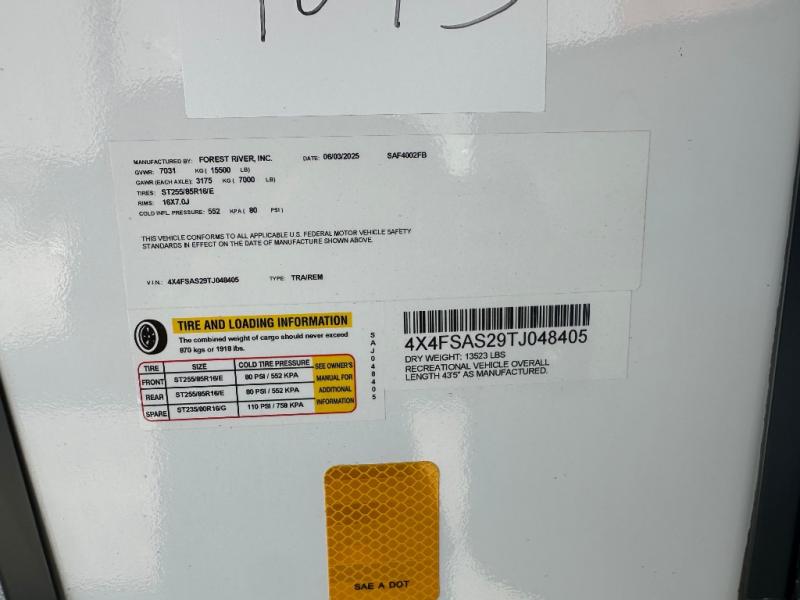 MANUFACTURED BY: FOREST RIVER, INC. DATE: 06/03/2025 SAF4002FB
GVWR: 7031 KG ( 15500 LB)
GAWR (EACH AXLE): 3175 KG ( 7000 LB)
TIRES: ST255/85R16/E
RIMS: 16X7.0J
COLD INFL. PRESSURE: 552 KPA ( 80 PSI )
THIS VEHICLE CONFORMS TO ALL APPLICABLE U.S. FEDERAL MOTOR VEHICLE SAFETY
STANDARDS IN EFFECT ON THE DATE OF MANUFACTURE SHOWN ABOVE.
V.I.N.: 4X4FSAS29TJ048405 TYPE: TRA/REM
TIRE AND LOADING INFORMATION
The combined weight of cargo should never exceed
870 kgs or 1918 lbs.
TIRE SIZE COLD TIRE PRESSURE SEE OWNER'S
FRONT ST255/85R16/E 80 PSI / 552 KPA MANUAL FOR
REAR ST255/85R16/E 80 PSI / 552 KPA ADDITIONAL
SPARE ST235/80R16/G 110 PSI / 758 KPA INFORMATION
SAJ048405
4X4FSAS29TJ048405
DRY WEIGHT: 13523 LBS
RECREATIONAL VEHICLE OVERALL
LENGTH 43'5" AS MANUFACTURED.
SAE A DOT